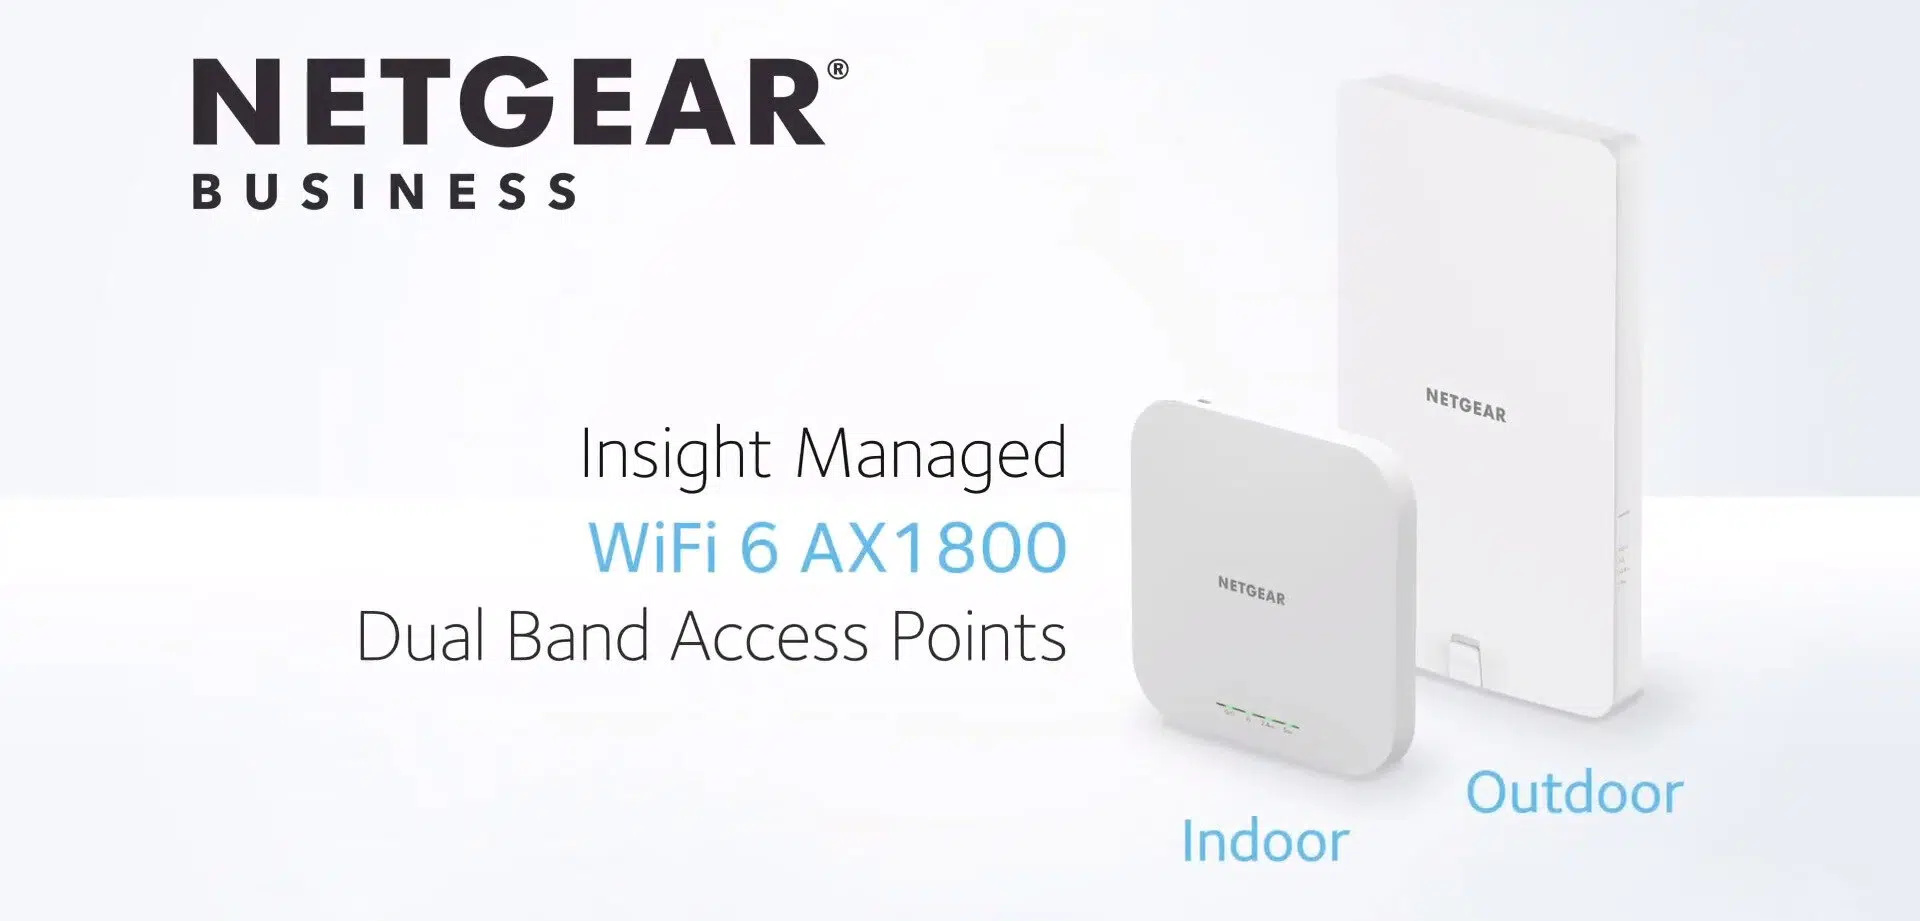 NETGEAR®
BUSINESS
Insight Managed
WiFi 6 AX1800
Dual Band Access Points
NETGEAR
NETGEAR
Indoor
Outdoor